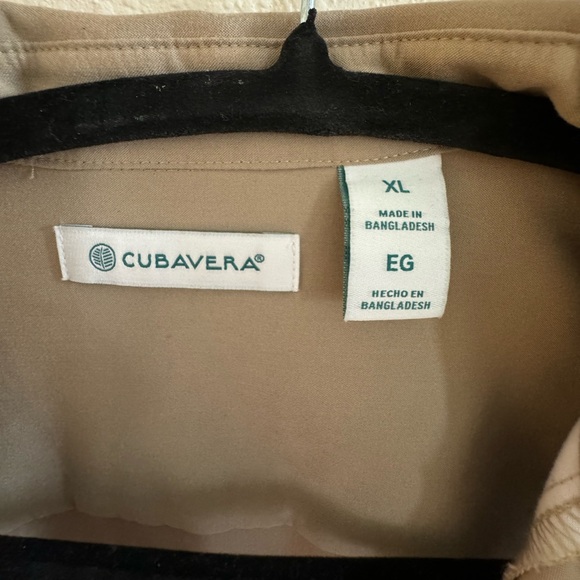 CUBAVERA®
XL
MADE IN
BANGLADESH
EG
HECHO EN
BANGLADESH